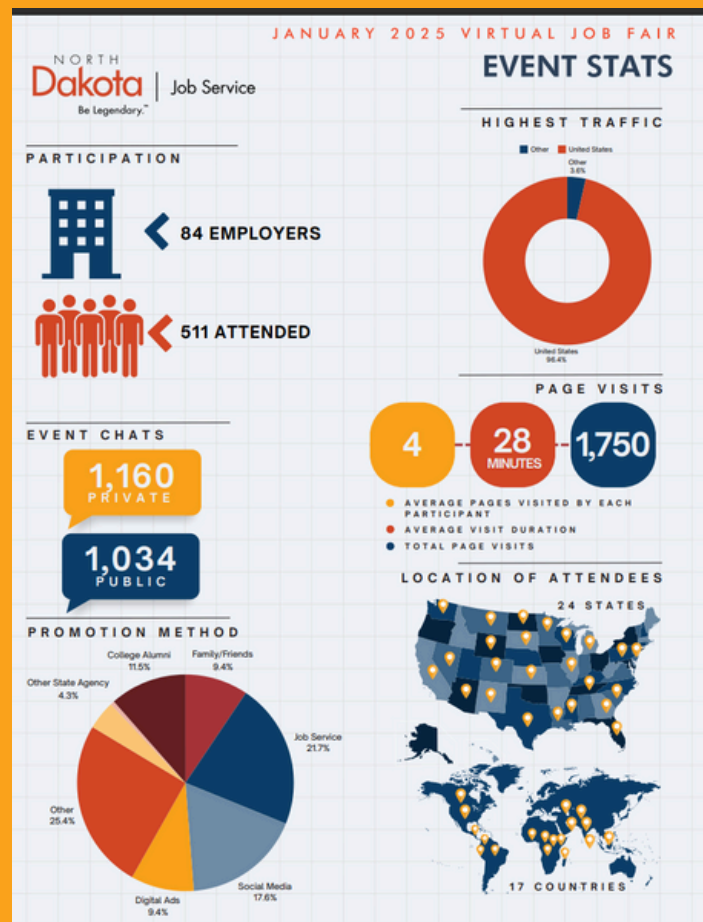 JANUARY 2025 VIRTUAL JOB FAIR
EVENT STATS
NORTH
Dakota | Job Service
Be Legendary.™
PARTICIPATION
84 EMPLOYERS
511 ATTENDED
HIGHEST TRAFFIC
Other United States
Other
3.6%
United States
96.4%
PAGE VISITS
4
28
MINUTES
1,750
AVERAGE PAGES VISITED BY EACH
PARTICIPANT
AVERAGE VISIT DURATION
TOTAL PAGE VISITS
EVENT CHATS
1,160
PRIVATE
1,034
PUBLIC
PROMOTION METHOD
College Alumni
11.5%
Family/Friends
9.4%
Other State Agency
4.3%
Job Service
21.7%
Other
25.4%
Social Media
17.6%
Digital Ads
9.4%
LOCATION OF ATTENDEES
24 STATES
17 COUNTRIES